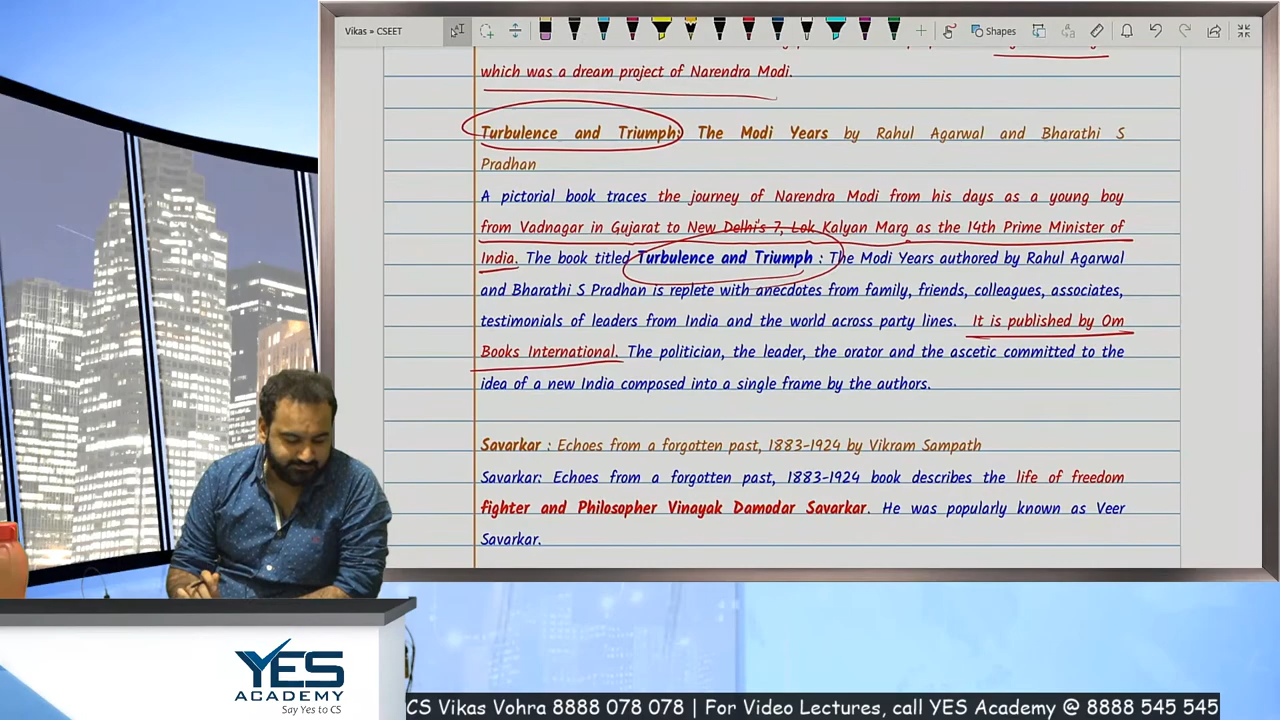 Vikas » CSEET
Shapes
which was a dream project of Narendra Modi.
Turbulence and Triumph: The Modi Years by Rahul Agarwal and Bharathi S
Pradhan
A pictorial book traces the journey of Narendra Modi from his days as a young boy
from Vadnagar in Gujarat to New Delhi's 7, Lok Kalyan Marg as the 14th Prime Minister of
India. The book titled Turbulence and Triumph : The Modi Years authored by Rahul Agarwal
and Bharathi S Pradhan is replete with anecdotes from family, friends, colleagues, associates,
testimonials of leaders from India and the world across party lines. It is published by Om
Books International. The politician, the leader, the orator and the ascetic committed to the
idea of a new India composed into a single frame by the authors.
Savarkar : Echoes from a forgotten past, 1883-1924 by Vikram Sampath
Savarkar: Echoes from a forgotten past, 1883-1924 book describes the life of freedom
fighter and Philosopher Vinayak Damodar Savarkar. He was popularly known as Veer
Savarkar.
YES
ACADEMY
Say Yes to CS
CS Vikas Vohra 8888 078 078 | For Video Lectures, call YES Academy @ 8888 545 545